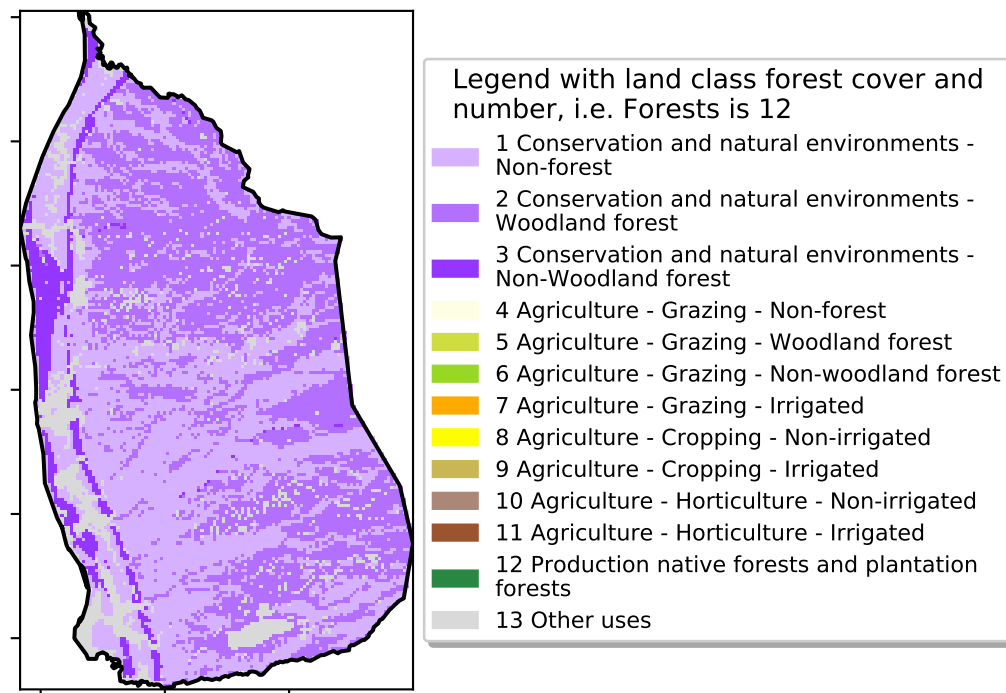 Legend with land class forest cover and
number, i.e. Forests is 12
1 Conservation and natural environments -
Non-forest
2 Conservation and natural environments -
Woodland forest
3 Conservation and natural environments -
Non-Woodland forest
4 Agriculture - Grazing - Non-forest
5 Agriculture - Grazing - Woodland forest
6 Agriculture - Grazing - Non-woodland forest
7 Agriculture - Grazing - Irrigated
8 Agriculture - Cropping - Non-irrigated
9 Agriculture - Cropping - Irrigated
10 Agriculture - Horticulture - Non-irrigated
11 Agriculture - Horticulture - Irrigated
12 Production native forests and plantation
forests
13 Other uses